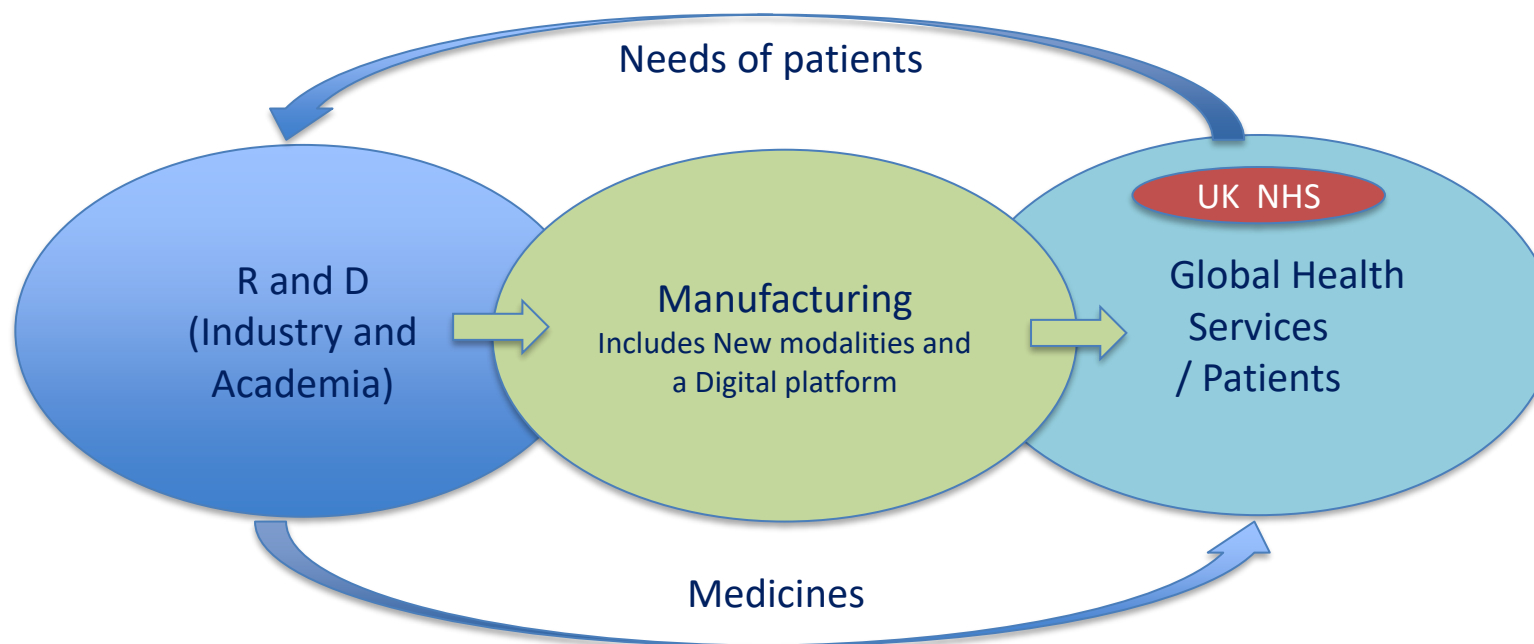 Needs of patients
R and D
(Industry and
Academia)
Manufacturing
Includes New modalities and
a Digital platform
UK NHS
Global Health
Services
/ Patients
Medicines